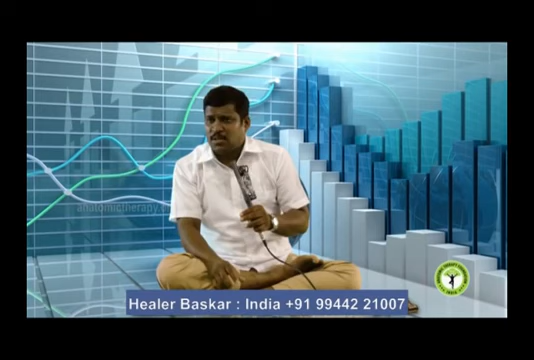 anatomictherapy.
Healer Baskar : India +91 99442 21007